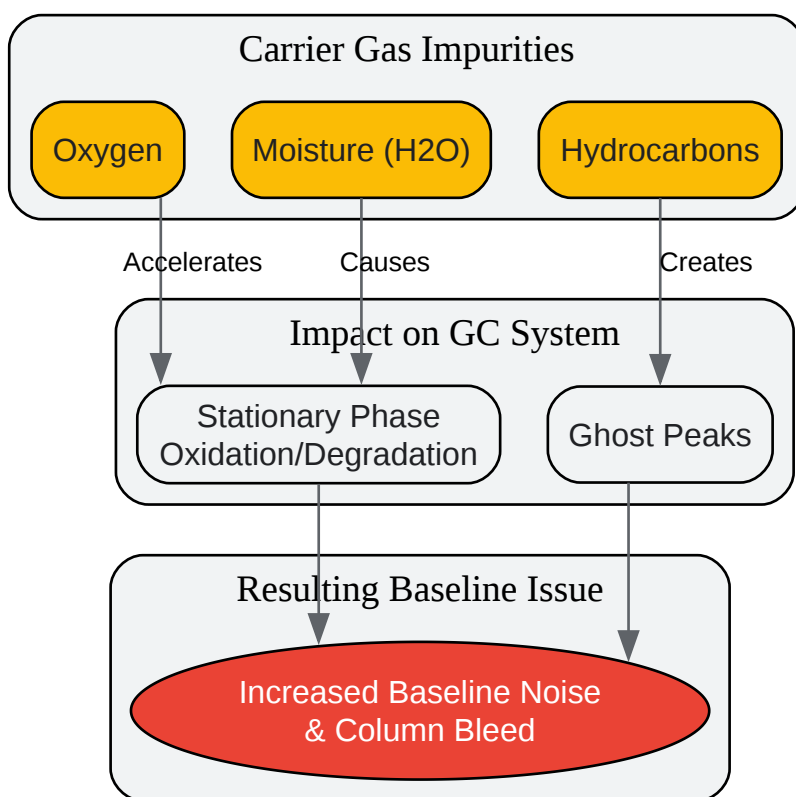 Carrier Gas Impurities
Oxygen
Moisture (H2O)
Hydrocarbons
Accelerates
Causes
Creates
Impact on GC System
Stationary Phase
Oxidation/Degradation
Ghost Peaks
Resulting Baseline Issue
Increased Baseline Noise
& Column Bleed